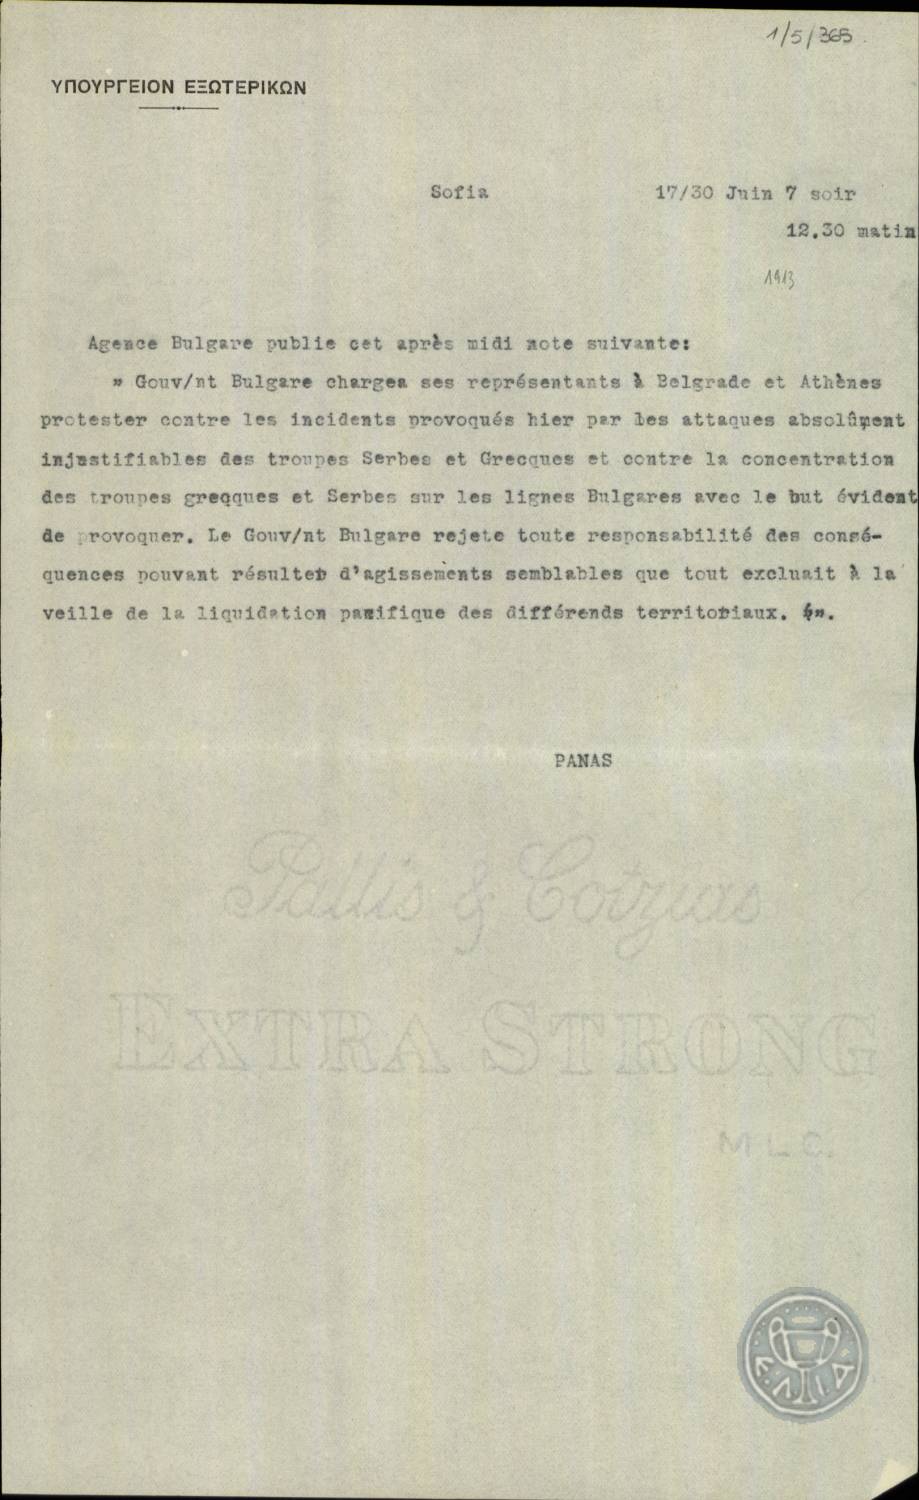 1/5/365.
ΥΠΟΥΡΓΕΙΟΝ ΕΞΩΤΕΡΙΚΩΝ
Sofia 17/30 Juin 7 soir
12.30 matin
1913
Agence Bulgare publie cet après midi note suivante:
" Gouv/nt Bulgare chargea ses représentants à Belgrade et Athènes
protester contre les incidents provoqués hier par les attaques absolûment
injustifiables des troupes Serbes et Grecques et contre la concentration
des troupes greqques et Serbes sur les lignes Bulgares avec le but évident
de provoquer. Le Gouv/nt Bulgare rejete toute responsabilité des consé-
quences pouvant résulter d'agissements semblables que tout excluait à la
veille de la liquidation pacifique des différends territoriaux. ".
PANAS
Pallis & Cotzias
EXTRA STRONG
M L C.
Ε.Λ.Ι.Α